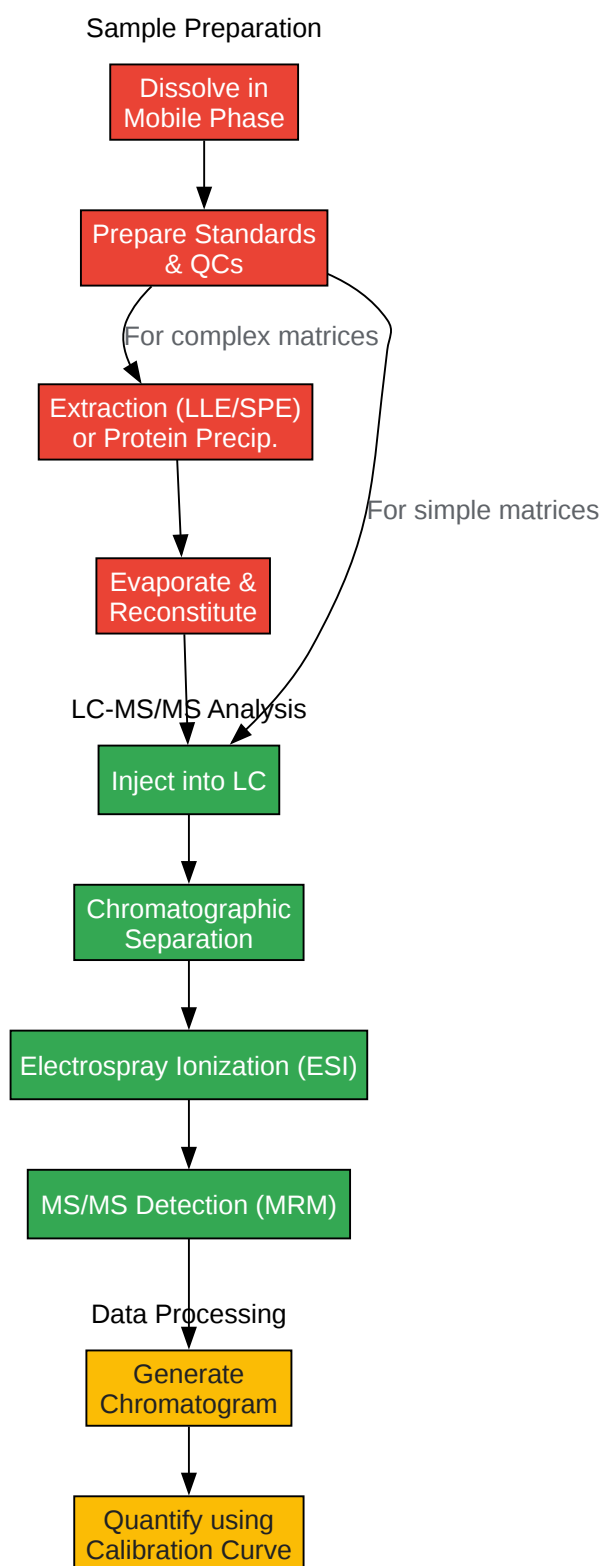 Sample Preparation
Dissolve in
Mobile Phase
Prepare Standards
& QCs
For complex matrices
Extraction (LLE/SPE)
or Protein Precip.
For simple matrices
Evaporate &
Reconstitute
LC-MS/MS Analysis
Inject into LC
Chromatographic
Separation
Electrospray Ionization (ESI)
MS/MS Detection (MRM)
Data Processing
Generate
Chromatogram
Quantify using
Calibration Curve